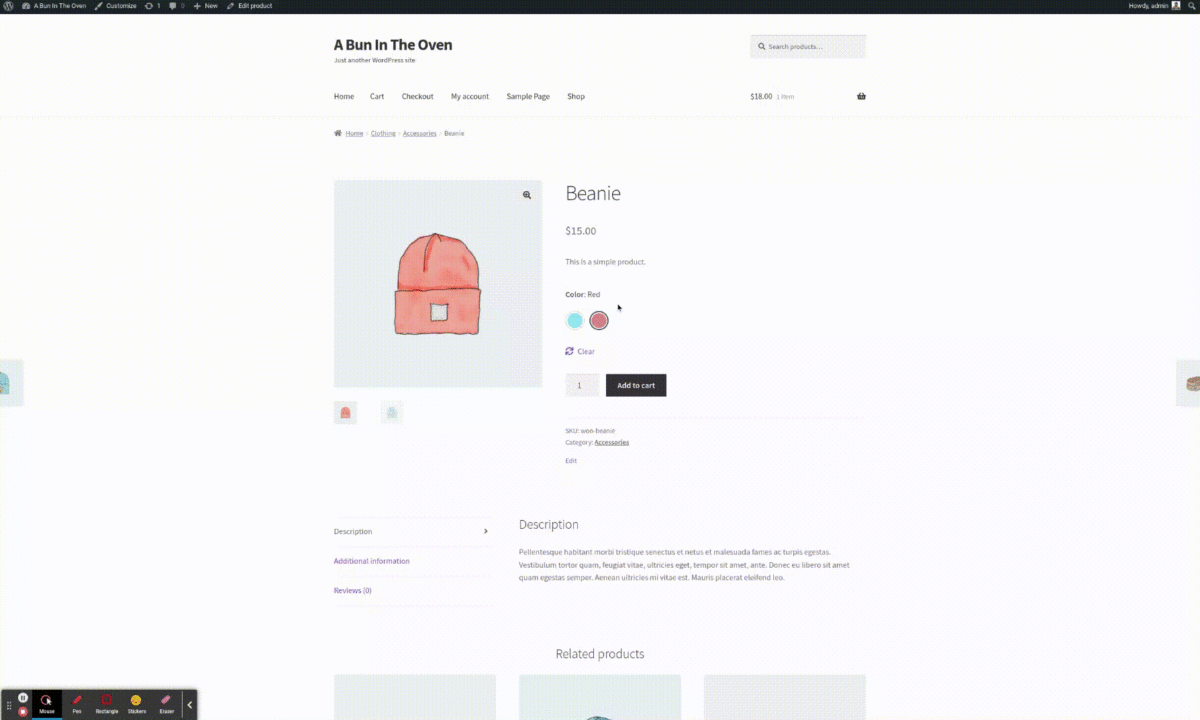 A Bun In The Oven Customize 1 0 New Edit product Howdy, admin
A Bun In The Oven
Just another WordPress site
Search products…
Home Cart Checkout My account Sample Page Shop $18.00 1 item
Home Clothing Accessories Beanie
Beanie
$15.00
This is a simple product.
Color: Red
Clear
1 Add to cart
SKU: woo-beanie
Category: Accessories
Edit
Description
Additional information
Reviews (0)
Description
Pellentesque habitant morbi tristique senectus et netus et malesuada fames ac turpis egestas.
Vestibulum tortor quam, feugiat vitae, ultricies eget, tempor sit amet, ante. Donec eu libero sit amet
quam egestas semper. Aenean ultricies mi vitae est. Mauris placerat eleifend leo.
Related products
Mouse Pen Rectangle Stickers Eraser